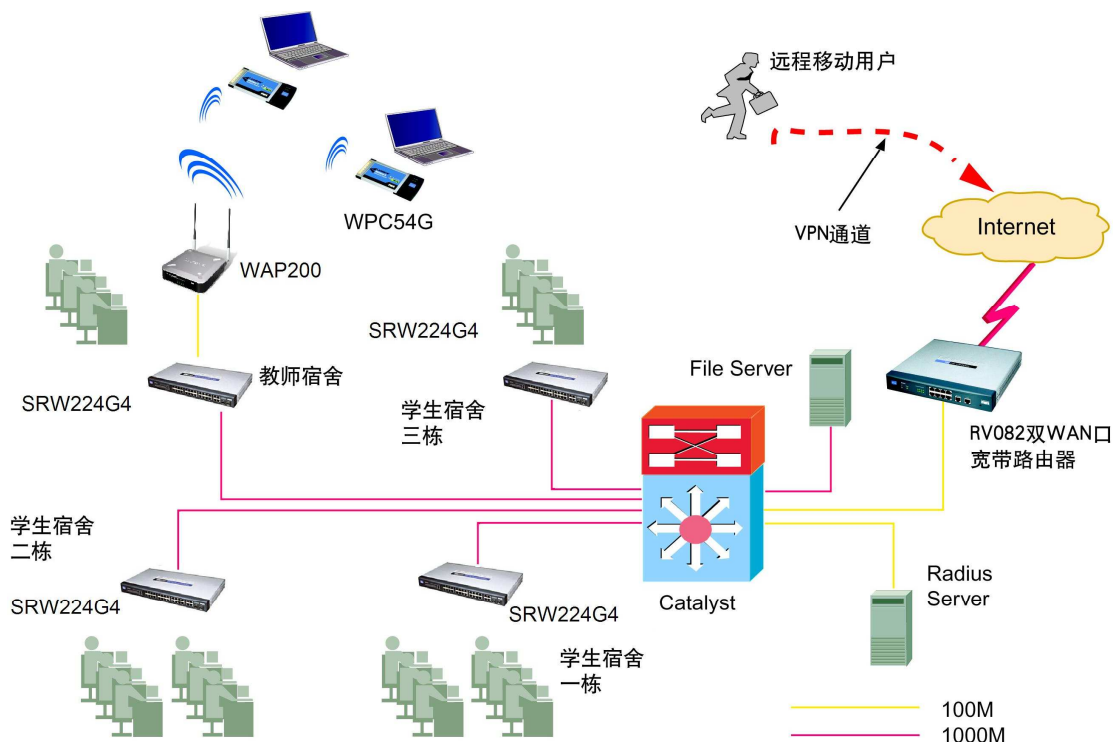 远程移动用户
WPC54G
VPN通道
Internet
WAP200
SRW224G4
教师宿舍
SRW224G4
学生宿舍
三栋
File Server
SRW224G4
RV082双WAN口
宽带路由器
学生宿舍
二栋
SRW224G4
SRW224G4
Catalyst
Radius
Server
学生宿舍
一栋
100M
1000M